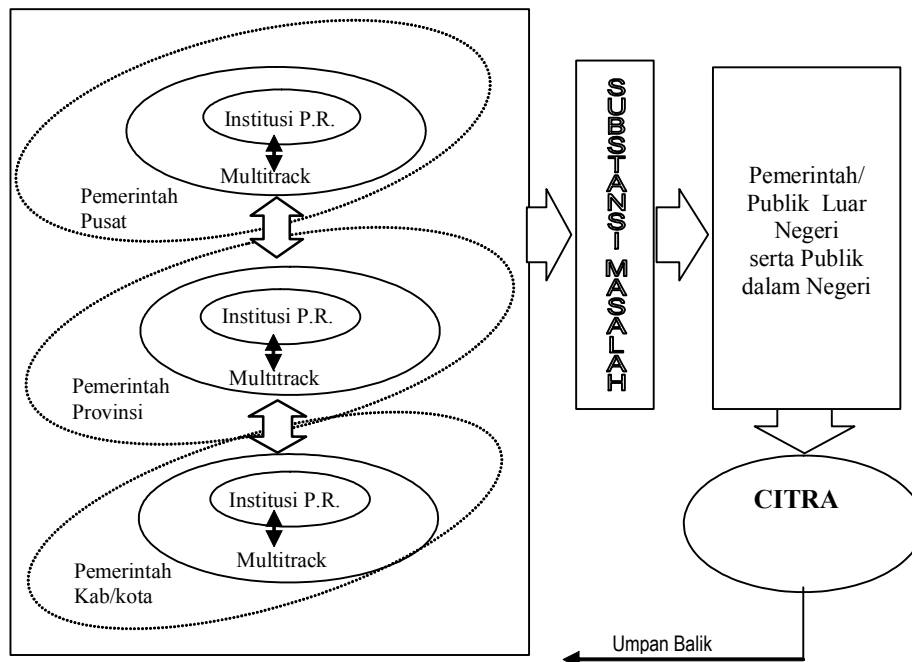 Institusi P.R.
Multitrack
Pemerintah
Pusat
Institusi P.R.
Multitrack
Pemerintah
Provinsi
Institusi P.R.
Multitrack
Pemerintah
Kab/kota
SUBSTANSI MASALAH
Pemerintah/
Publik Luar
Negeri
serta Publik
dalam Negeri
CITRA
Umpan Balik